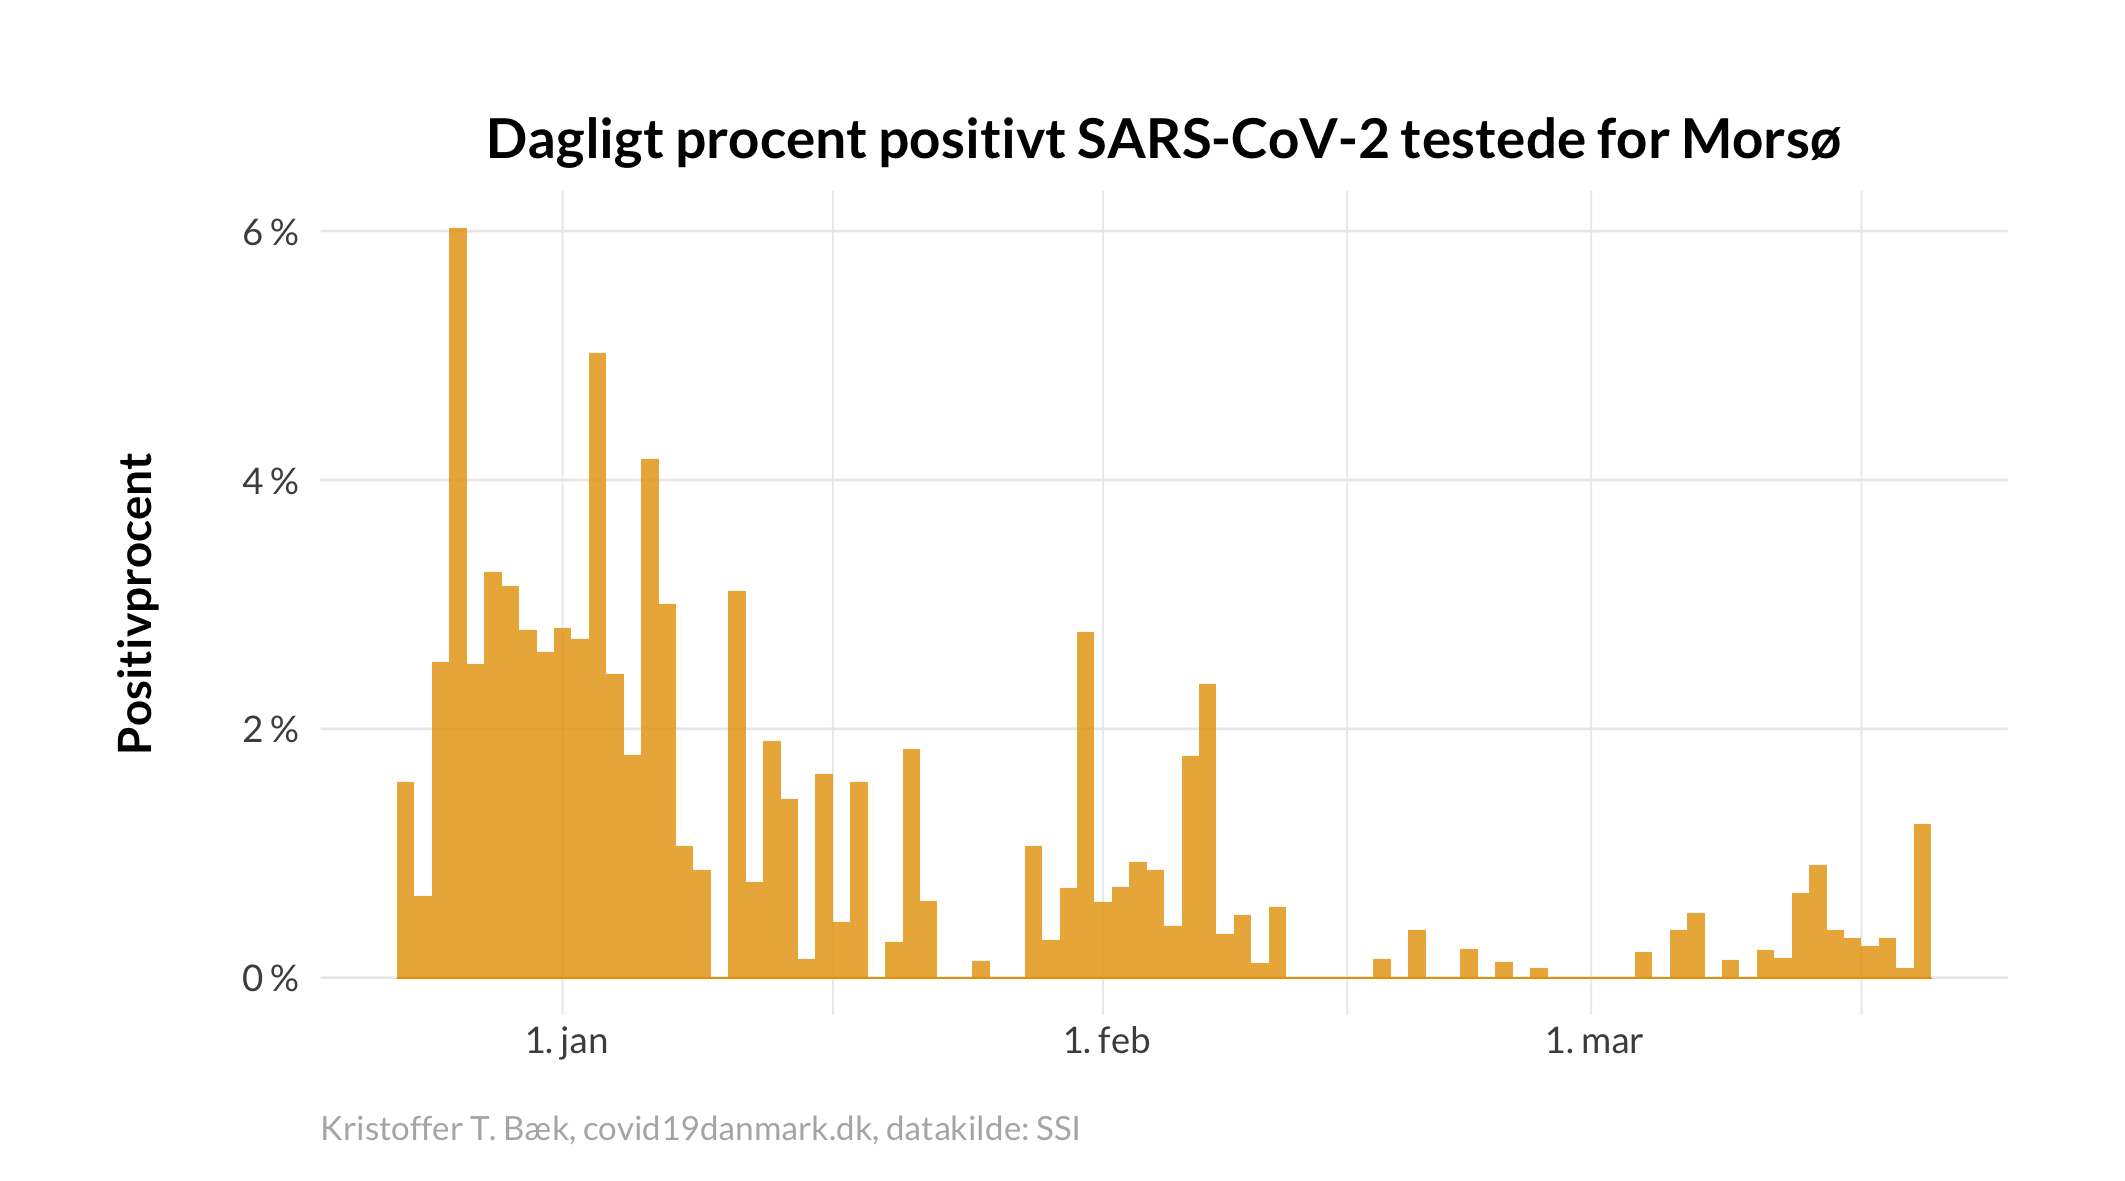 Dagligt procent positivt SARS-CoV-2 testede for Morsø
Positivprocent
6 %
4 %
2 %
0 %
1. jan
1. feb
1. mar
Kristoffer T. Bæk, covid19danmark.dk, datakilde: SSI